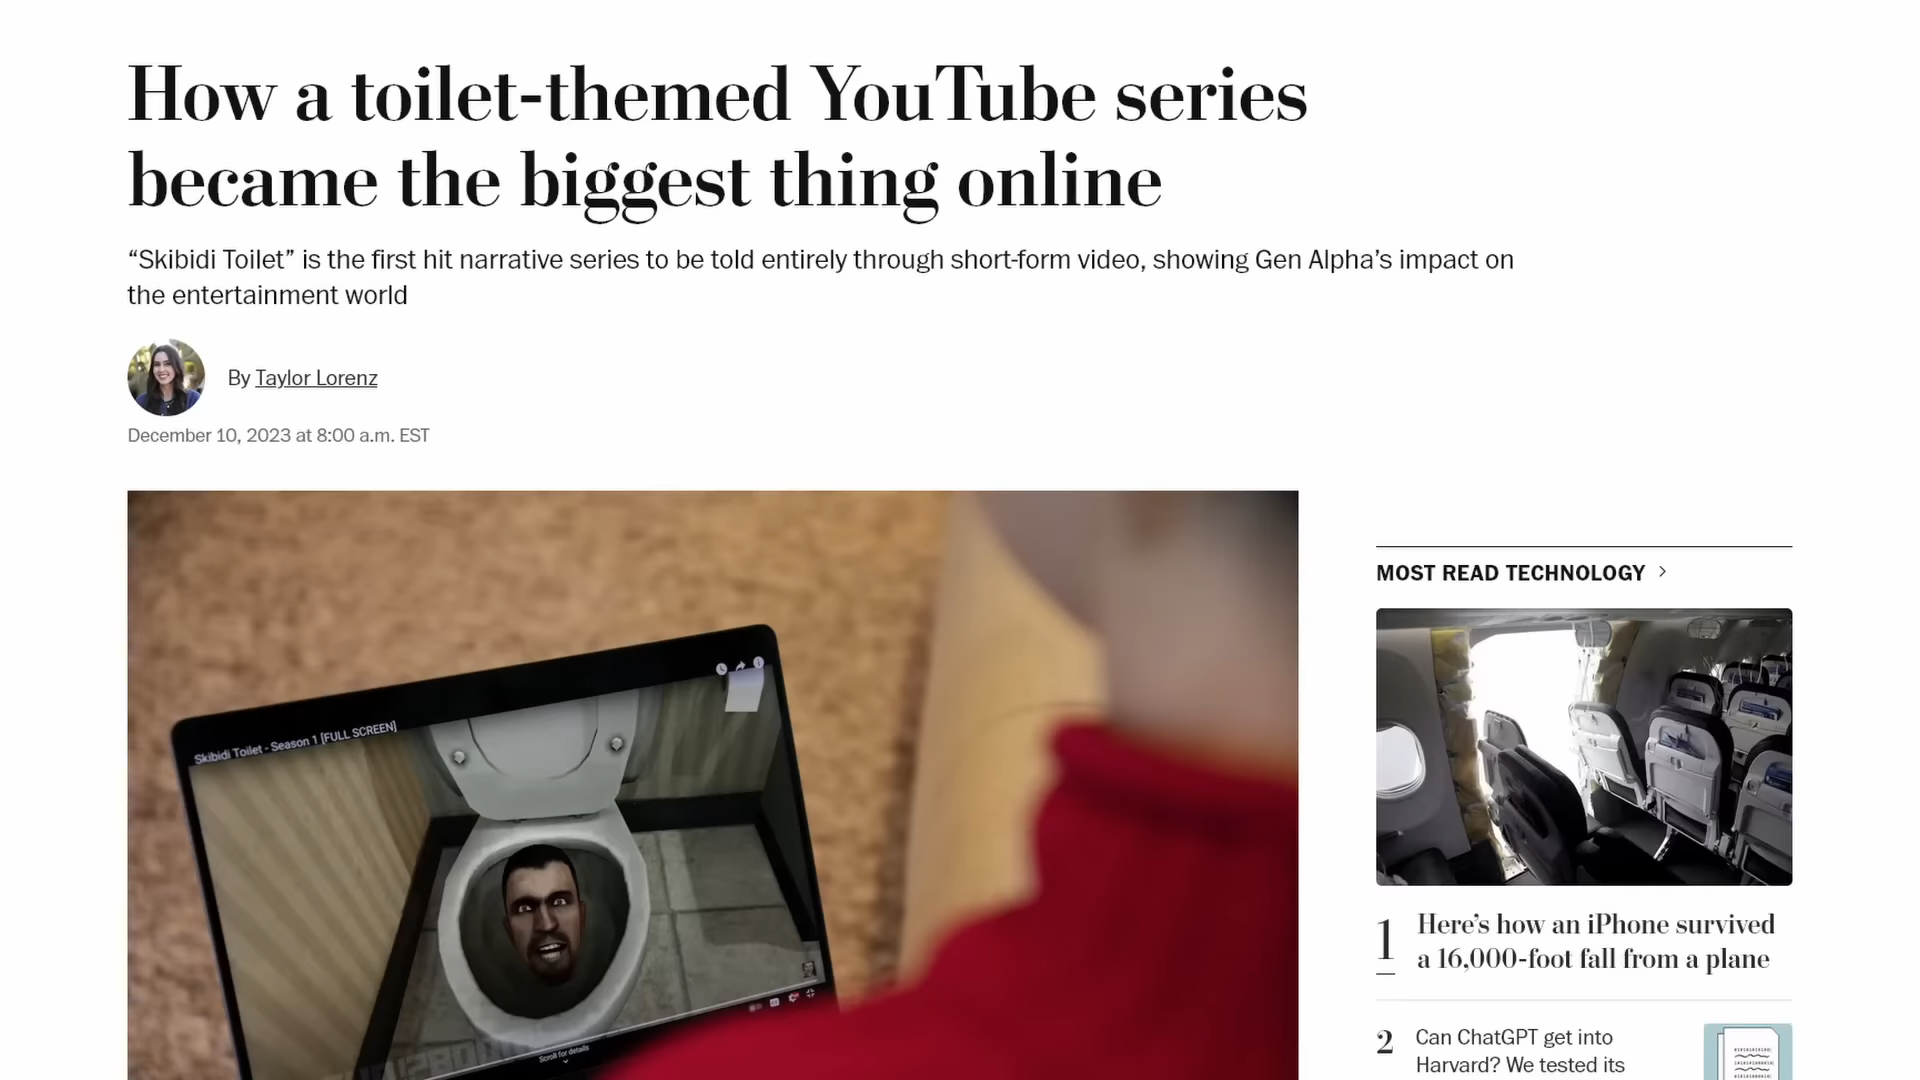 How a toilet-themed YouTube series
became the biggest thing online
“Skibidi Toilet” is the first hit narrative series to be told entirely through short-form video, showing Gen Alpha’s impact on
the entertainment world
By Taylor Lorenz
December 10, 2023 at 8:00 a.m. EST
Skibidi Toilet - Season 1 [FULL SCREEN]
Scroll for details
MOST READ TECHNOLOGY
1
Here’s how an iPhone survived
a 16,000-foot fall from a plane
2
Can ChatGPT get into
Harvard? We tested its